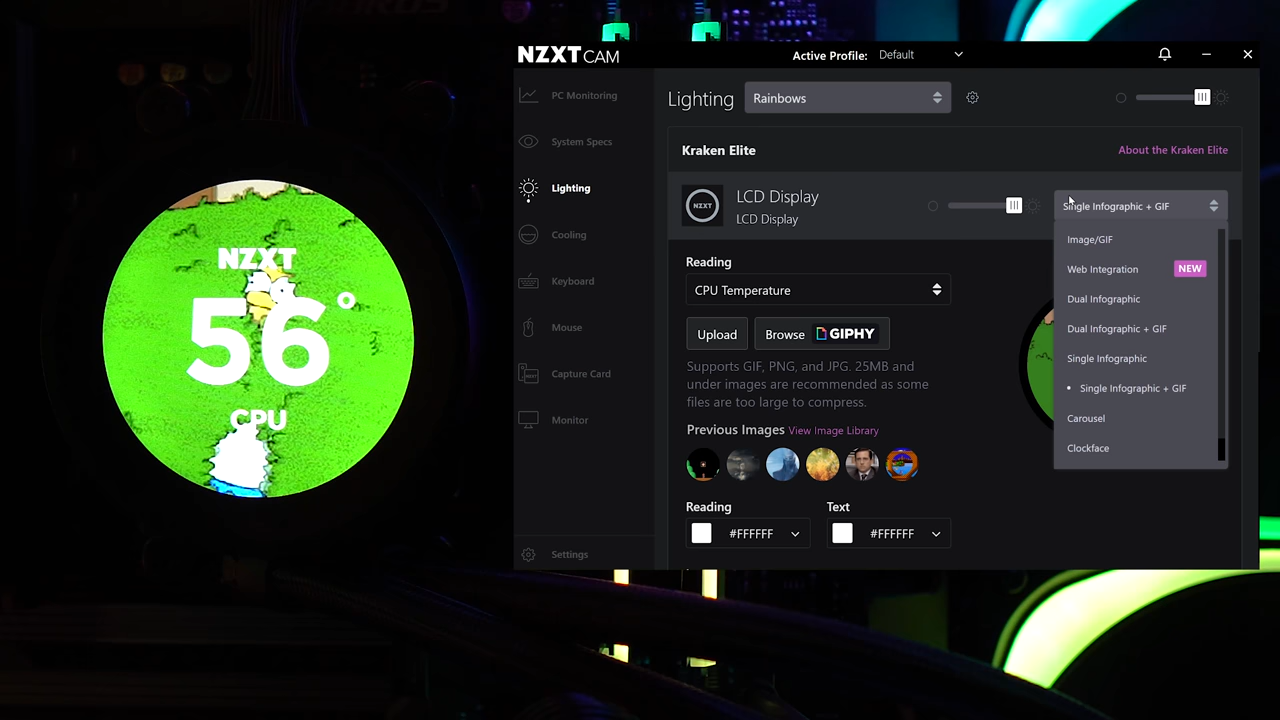 NZXT
56°
CPU
NZXT CAM
Active Profile: Default
PC Monitoring
System Specs
Lighting
Cooling
Keyboard
Mouse
Capture Card
Monitor
Settings
Lighting Rainbows
Kraken Elite About the Kraken Elite
NZXT
LCD Display
LCD Display
Single Infographic + GIF
Image/GIF
Web Integration NEW
Dual Infographic
Dual Infographic + GIF
Single Infographic
• Single Infographic + GIF
Carousel
Clockface
Reading
CPU Temperature
Upload Browse GIPHY
Supports GIF, PNG, and JPG. 25MB and
under images are recommended as some
files are too large to compress.
Previous Images View Image Library
Reading Text
#FFFFFF #FFFFFF